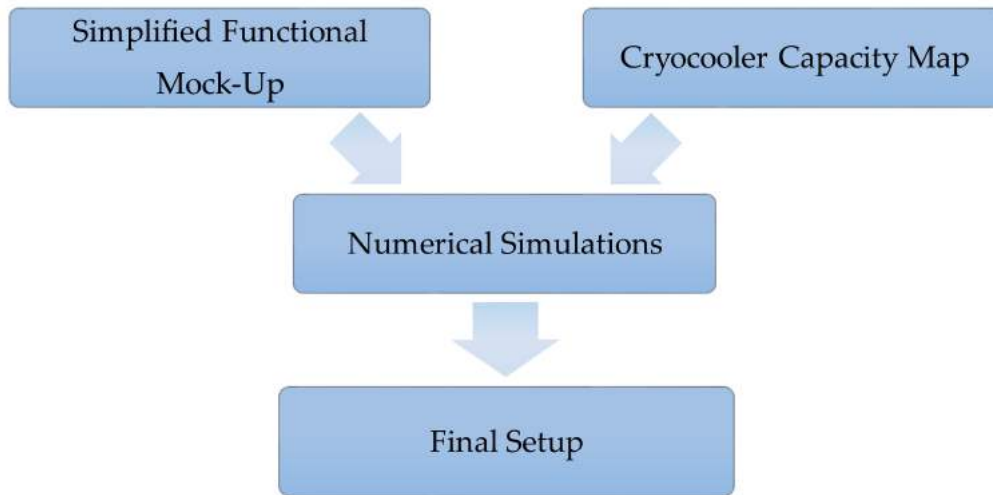 Simplified Functional
Mock-Up
Cryocooler Capacity Map
Numerical Simulations
Final Setup